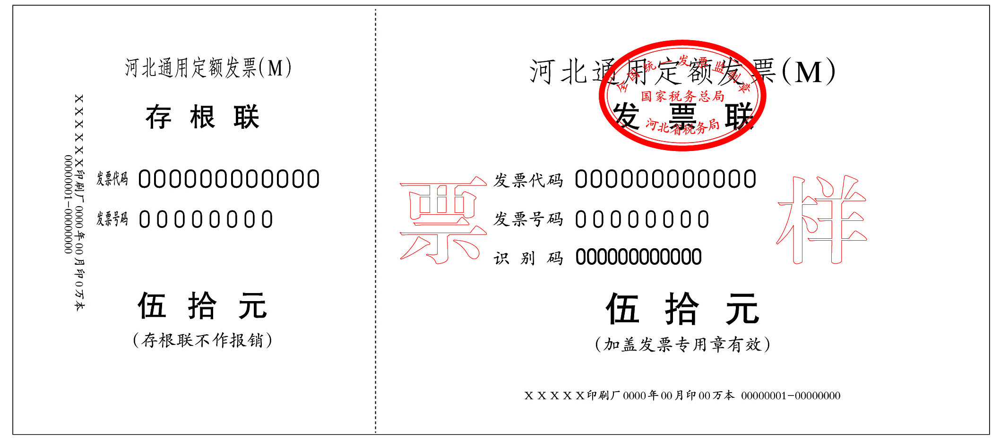 河北通用定额发票(M)
存根联
发票代码 000000000000
发票号码 00000000
伍拾元
(存根联不作报销)
XXXXXX印刷厂0000年00月印0万本
00000001-00000000
河北通用定额发票(M)
全国统一发票监制章
国家税务总局
河北省税务局
发票联
发票代码 000000000000
发票号码 00000000
识别码 000000000000
票样
伍拾元
(加盖发票专用章有效)
XXXXX印刷厂0000年00月印00万本 00000001-00000000